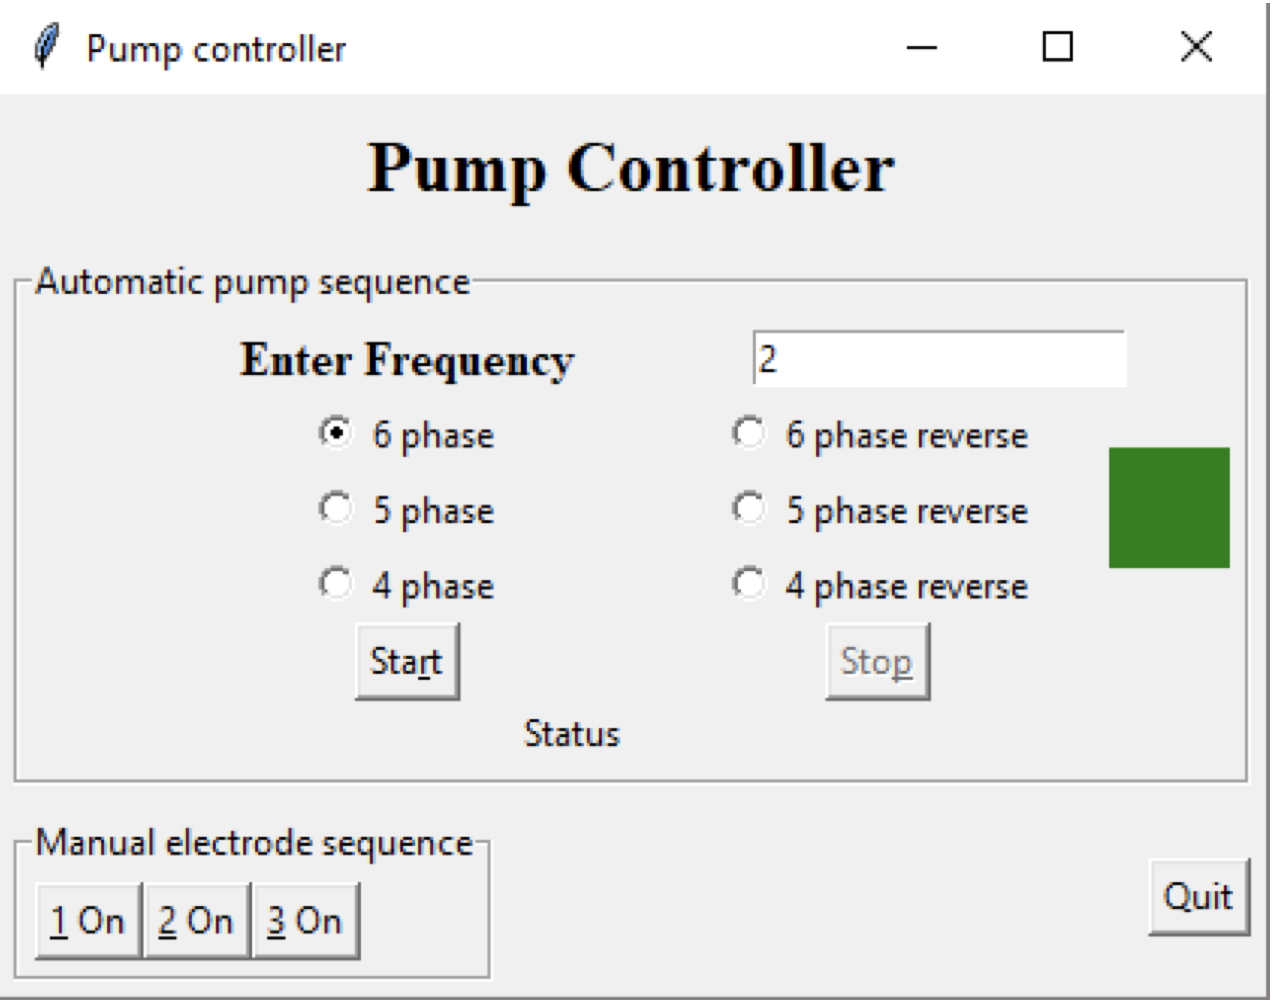 Pump controller
Pump Controller
Automatic pump sequence
Enter Frequency 2
6 phase 6 phase reverse
5 phase 5 phase reverse
4 phase 4 phase reverse
Start Stop
Status
Manual electrode sequence
1 On 2 On 3 On
Quit